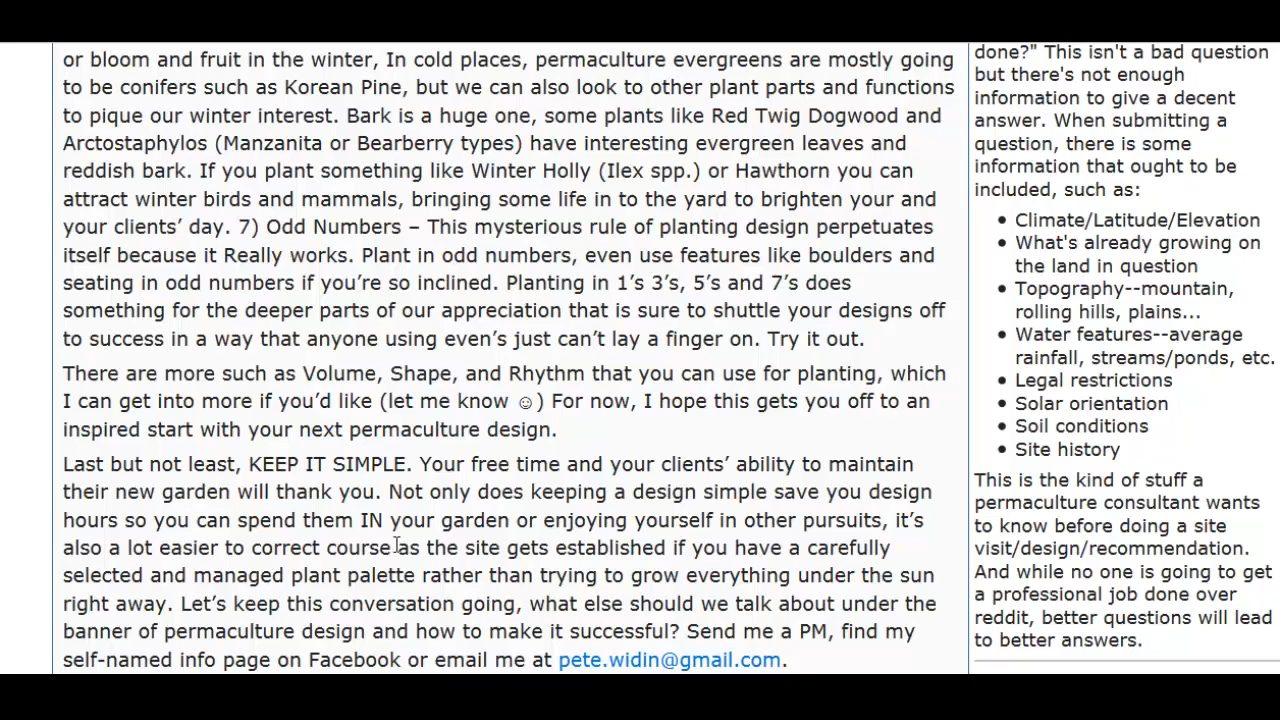 or bloom and fruit in the winter, In cold places, permaculture evergreens are mostly going
to be conifers such as Korean Pine, but we can also look to other plant parts and functions
to pique our winter interest. Bark is a huge one, some plants like Red Twig Dogwood and
Arctostaphylos (Manzanita or Bearberry types) have interesting evergreen leaves and
reddish bark. If you plant something like Winter Holly (Ilex spp.) or Hawthorn you can
attract winter birds and mammals, bringing some life in to the yard to brighten your and
your clients’ day. 7) Odd Numbers – This mysterious rule of planting design perpetuates
itself because it Really works. Plant in odd numbers, even use features like boulders and
seating in odd numbers if you’re so inclined. Planting in 1’s 3’s, 5’s and 7’s does
something for the deeper parts of our appreciation that is sure to shuttle your designs off
to success in a way that anyone using even’s just can’t lay a finger on. Try it out.
There are more such as Volume, Shape, and Rhythm that you can use for planting, which
I can get into more if you’d like (let me know ☺) For now, I hope this gets you off to an
inspired start with your next permaculture design.
Last but not least, KEEP IT SIMPLE. Your free time and your clients’ ability to maintain
their new garden will thank you. Not only does keeping a design simple save you design
hours so you can spend them IN your garden or enjoying yourself in other pursuits, it’s
also a lot easier to correct course as the site gets established if you have a carefully
selected and managed plant palette rather than trying to grow everything under the sun
right away. Let’s keep this conversation going, what else should we talk about under the
banner of permaculture design and how to make it successful? Send me a PM, find my
self-named info page on Facebook or email me at pete.widin@gmail.com.
done?" This isn't a bad question
but there's not enough
information to give a decent
answer. When submitting a
question, there is some
information that ought to be
included, such as:
• Climate/Latitude/Elevation
• What's already growing on
the land in question
• Topography--mountain,
rolling hills, plains...
• Water features--average
rainfall, streams/ponds, etc.
• Legal restrictions
• Solar orientation
• Soil conditions
• Site history
This is the kind of stuff a
permaculture consultant wants
to know before doing a site
visit/design/recommendation.
And while no one is going to get
a professional job done over
reddit, better questions will lead
to better answers.